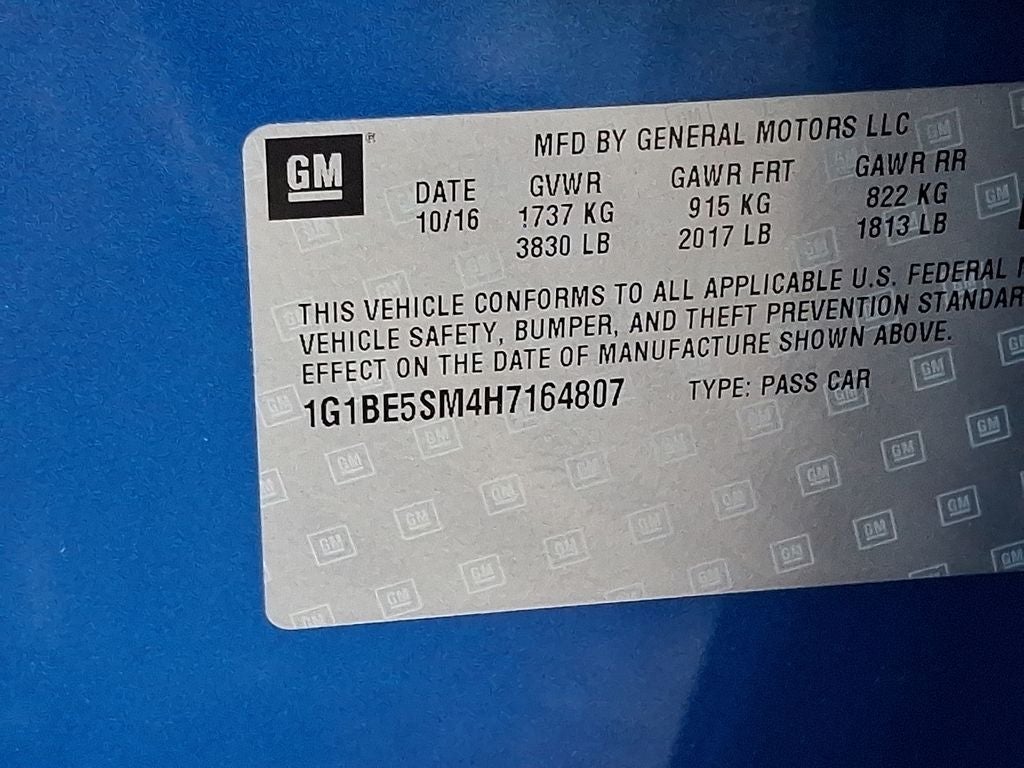 GM
MFD BY GENERAL MOTORS LLC
DATE GVWR GAWR FRT GAWR RR
10/16 1737 KG 915 KG 822 KG
3830 LB 2017 LB 1813 LB
THIS VEHICLE CONFORMS TO ALL APPLICABLE U.S. FEDERAL
VEHICLE SAFETY, BUMPER, AND THEFT PREVENTION STANDAR
EFFECT ON THE DATE OF MANUFACTURE SHOWN ABOVE.
1G1BE5SM4H7164807 TYPE: PASS CAR